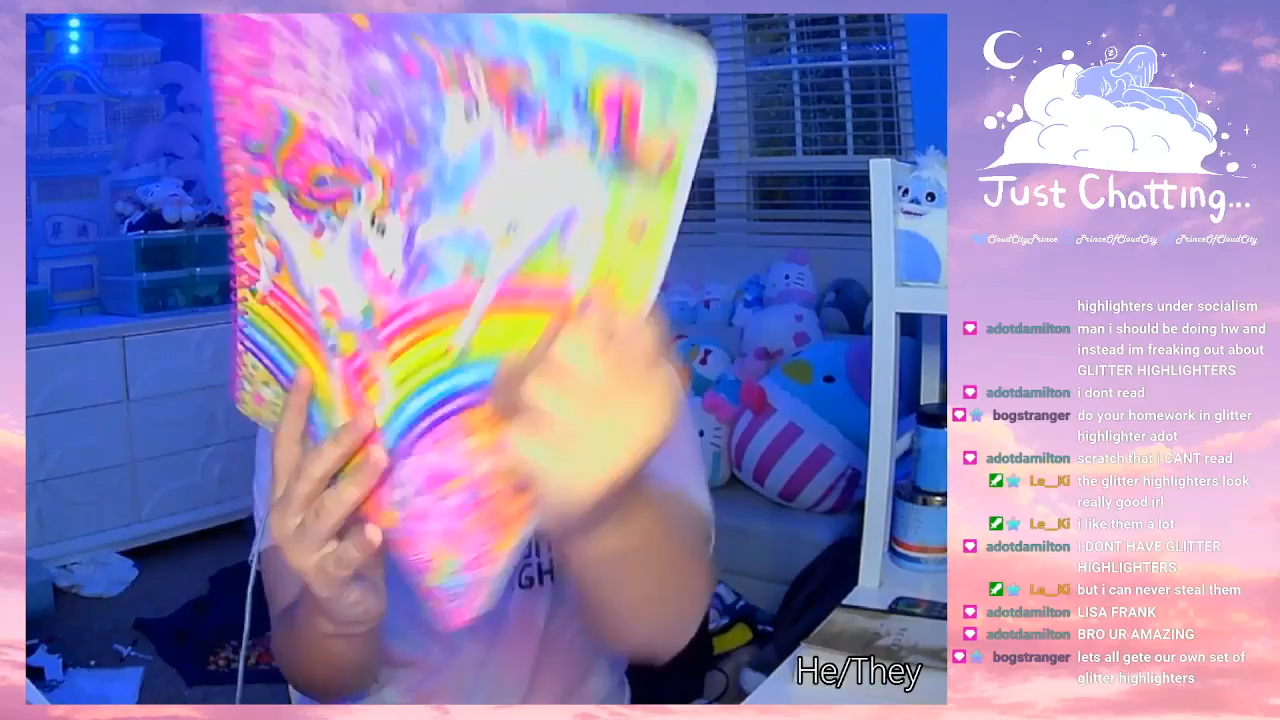 Just Chatting...
CloudCityPrince PrinceOfCloudCity PrinceOfCloudCity
highlighters under socialism
adotdamilton man i should be doing hw and
instead im freaking out about
GLITTER HIGHLIGHTERS
adotdamilton i dont read
bogstranger do your homework in glitter
highlighter adot
adotdamilton scratch that i CANT read
Le__Ki the glitter highlighters look
really good irl
Le__Ki i like them a lot
adotdamilton I DONT HAVE GLITTER
HIGHLIGHTERS
Le__Ki but i can never steal them
adotdamilton LISA FRANK
adotdamilton BRO UR AMAZING
bogstranger lets all gete our own set of
glitter highlighters
He/They